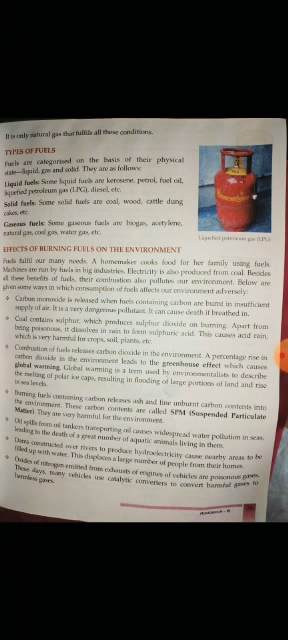 It is only natural gas that fulfils all these conditions.
TYPES OF FUELS
Fuels are categorised on the basis of their physical
state—liquid, gas and solid. They are as follows:
Liquid fuels: Some liquid fuels are kerosene, petrol, fuel oil,
liquefied petroleum gas (LPG), diesel, etc.
Solid fuels: Some solid fuels are coal, wood, cattle dung
cakes, etc.
Gaseous fuels: Some gaseous fuels are biogas, acetylene,
natural gas, coal gas, water gas, etc.
Liquefied petroleum gas (LPG)
EFFECTS OF BURNING FUELS ON THE ENVIRONMENT
Fuels fulfil our many needs. A homemaker cooks food for her family using fuels.
Machines are run by fuels in big industries. Electricity is also produced from coal. Besides
all these benefits of fuels, their combustion also pollutes our environment. Below are
given some ways in which consumption of fuels affects our environment adversely:
Carbon monoxide is released when fuels containing carbon are burnt in insufficient
supply of air. It is a very dangerous pollutant. It can cause death if breathed in.
Coal contains sulphur, which produces sulphur dioxide on burning. Apart from
being poisonous, it dissolves in rain to form sulphuric acid. This causes acid rain,
which is very harmful for crops, soil, plants, etc.
Combustion of fuels releases carbon dioxide in the environment. A percentage rise in
carbon dioxide in the environment leads to the greenhouse effect which causes
global warming. Global warming is a term used by environmentalists to describe
the melting of polar ice caps, resulting in flooding of large portions of land and rise
in sea levels.
Burning fuels containing carbon releases ash and fine unburnt carbon contents into
the environment. These carbon contents are called SPM (Suspended Particulate
Matter). They are very harmful for the environment.
Oil spills from oil tankers transporting oil causes widespread water pollution in seas,
leading to the death of a great number of aquatic animals living in them.
Dams constructed over rivers to produce hydroelectricity cause nearby areas to be
filled up with water. This displaces a large number of people from their homes.
Oxides of nitrogen emitted from exhausts of engines of vehicles are poisonous gases.
These days, many vehicles use catalytic converters to convert harmful gases to
harmless gases.